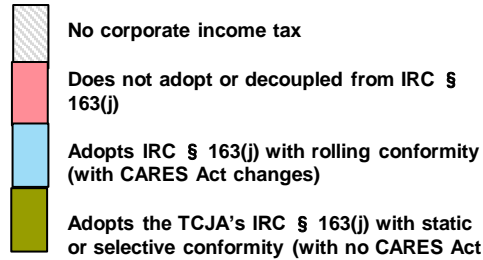 No corporate income tax
Does not adopt or decoupled from IRC §
163(j)
Adopts IRC § 163(j) with rolling conformity
(with CARES Act changes)
Adopts the TCJA's IRC § 163(j) with static
or selective conformity (with no CARES Act